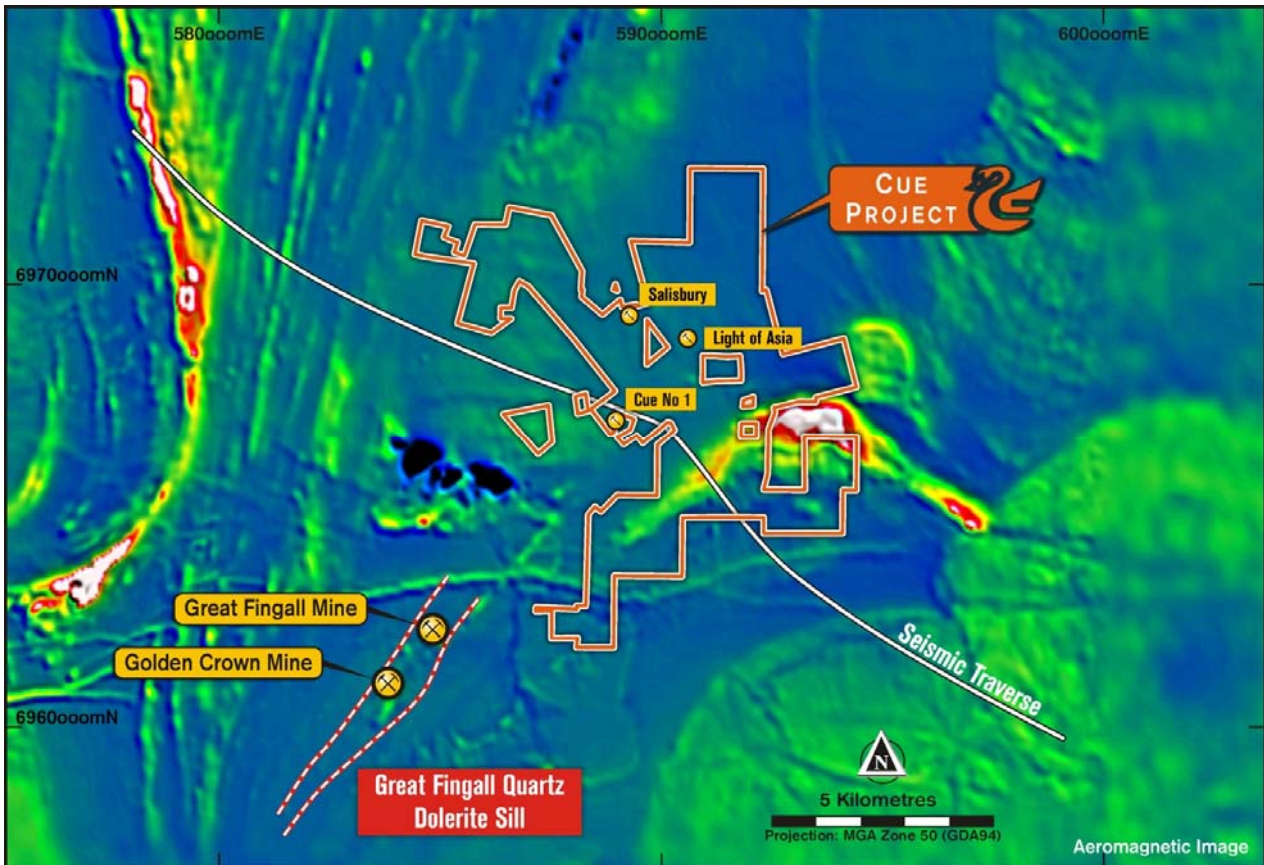 580000mE
590000mE
600000mE
CUE
PROJECT
6970000mN
Salisbury
Light of Asia
Cue No 1
Great Fingall Mine
Golden Crown Mine
Seismic Traverse
6960000mN
Great Fingall Quartz
Dolerite Sill
N
5 Kilometres
Projection: MGA Zone 50 (GDA94)
Aeromagnetic Image